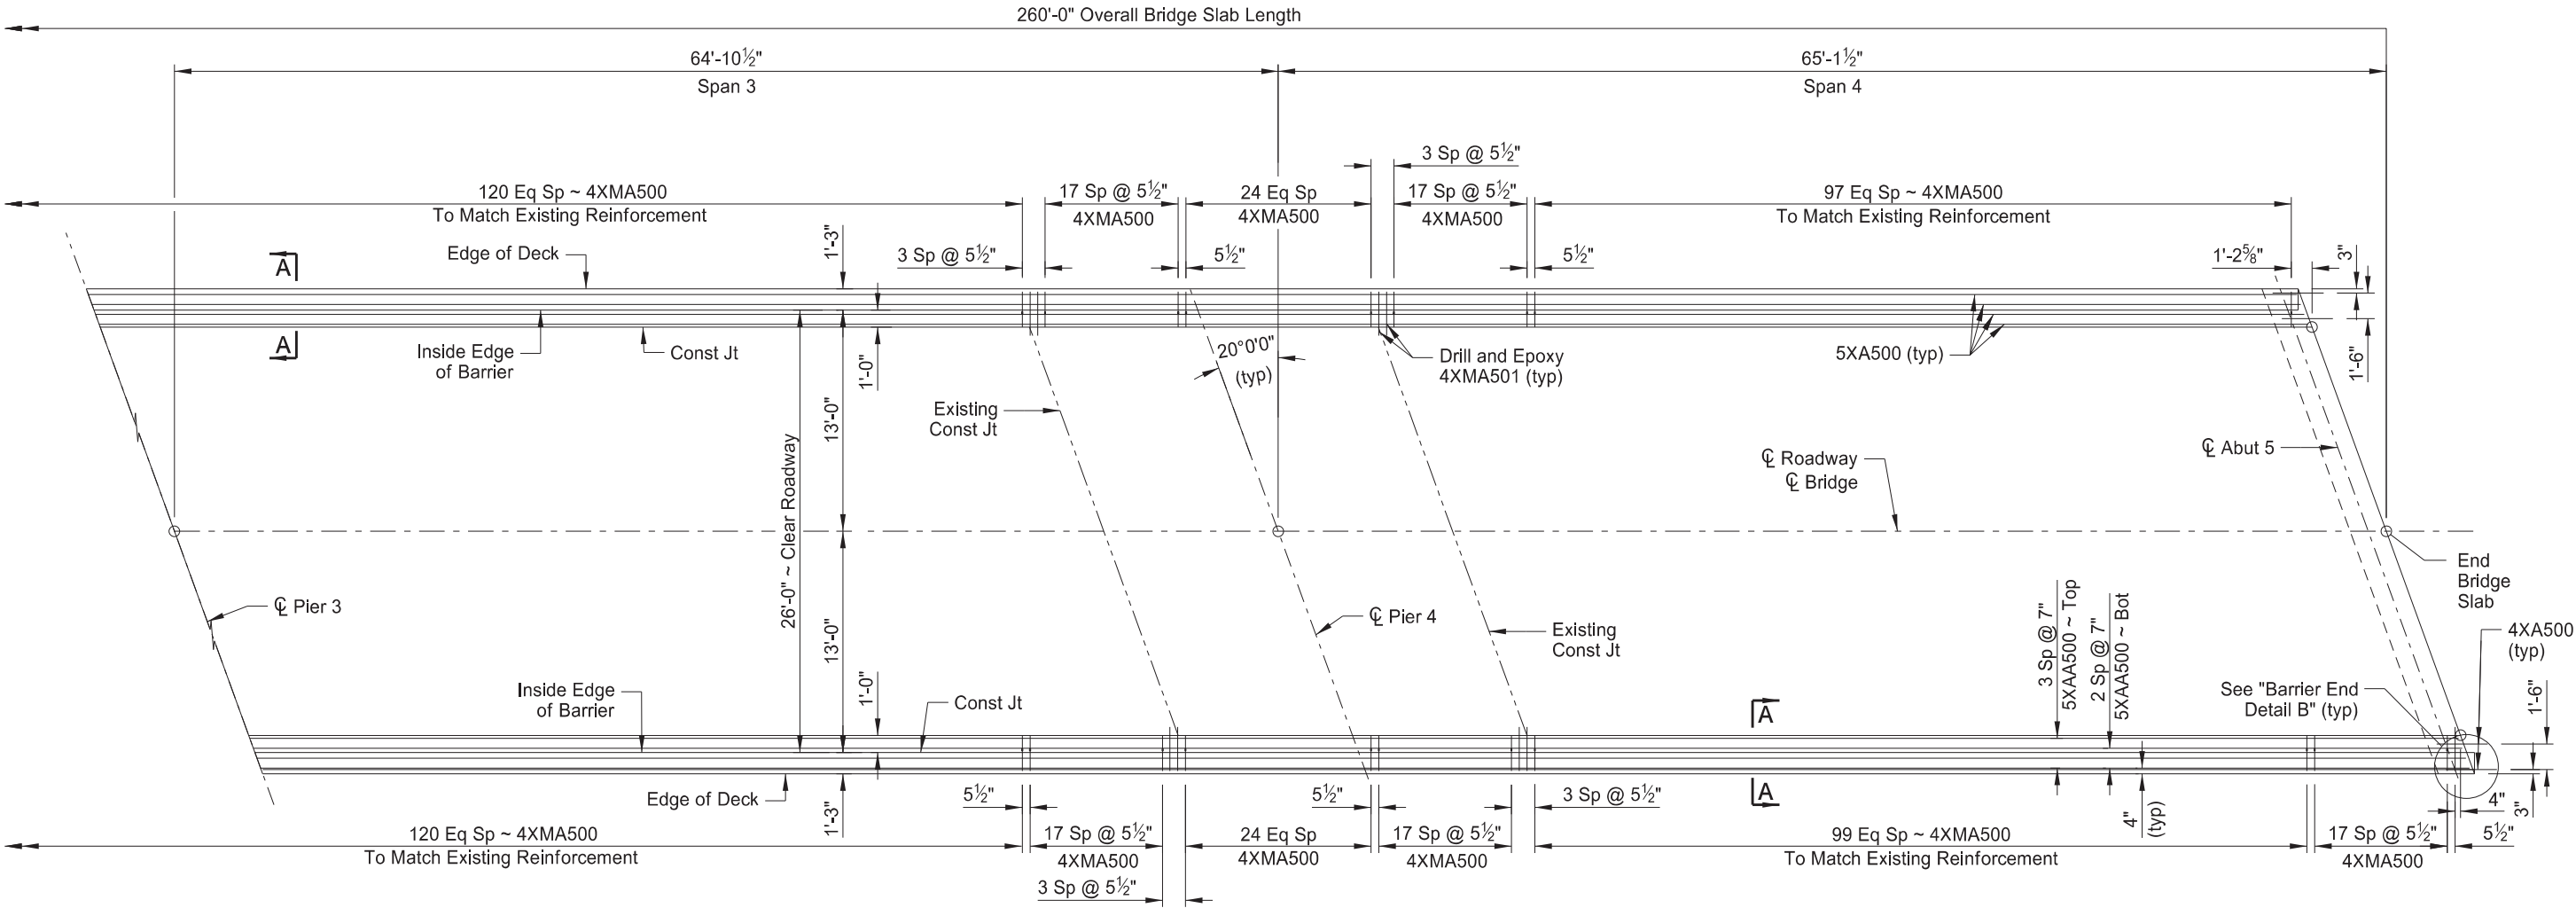 260'-0" Overall Bridge Slab Length
64'-10½"
Span 3
65'-1½"
Span 4
3 Sp @ 5½"
120 Eq Sp ~ 4XMA500
To Match Existing Reinforcement
17 Sp @ 5½"
4XMA500
24 Eq Sp
4XMA500
17 Sp @ 5½"
4XMA500
97 Eq Sp ~ 4XMA500
To Match Existing Reinforcement
A
Edge of Deck
1'-3"
3 Sp @ 5½"
5½"
5½"
1'-2⅝"
3"
A
Inside Edge
of Barrier
Const Jt
1'-0"
20°0'0"
(typ)
Drill and Epoxy
4XMA501 (typ)
5XA500 (typ)
1'-6"
Existing
Const Jt
13'-0"
26'-0" ~ Clear Roadway
℄ Roadway
℄ Bridge
℄ Abut 5
End
Bridge
Slab
℄ Pier 3
℄ Pier 4
13'-0"
Existing
Const Jt
3 Sp @ 7"
5XAA500 ~ Top
2 Sp @ 7"
5XAA500 ~ Bot
4XA500
(typ)
Inside Edge
of Barrier
Const Jt
1'-0"
A
See "Barrier End
Detail B" (typ)
1'-6"
Edge of Deck
1'-3"
5½"
5½"
3 Sp @ 5½"
A
4"
(typ)
4"
3"
120 Eq Sp ~ 4XMA500
To Match Existing Reinforcement
17 Sp @ 5½"
4XMA500
24 Eq Sp
4XMA500
17 Sp @ 5½"
4XMA500
99 Eq Sp ~ 4XMA500
To Match Existing Reinforcement
17 Sp @ 5½"
4XMA500
5½"
3 Sp @ 5½"